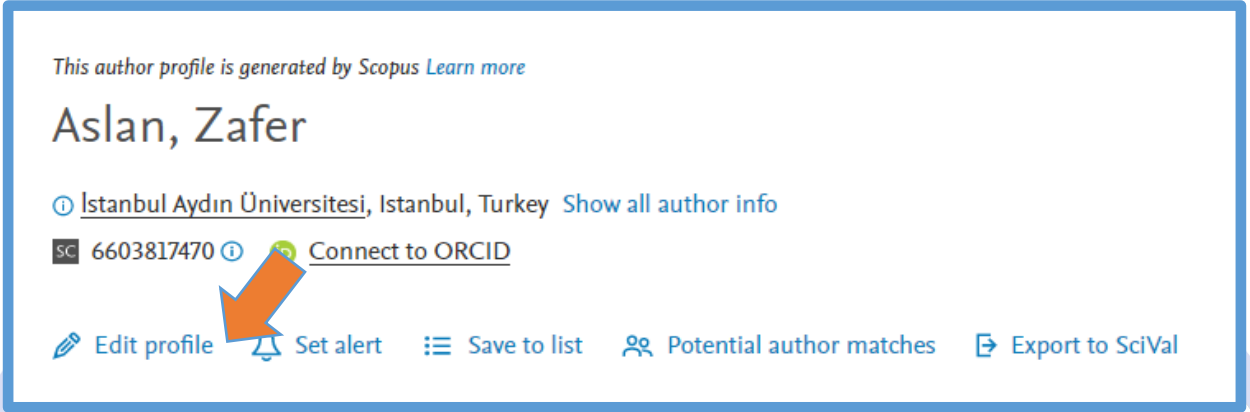 This author profile is generated by Scopus Learn more
Aslan, Zafer
İstanbul Aydın Üniversitesi, Istanbul, Turkey Show all author info
SC 6603817470 Connect to ORCID
Edit profile Set alert Save to list Potential author matches Export to SciVal